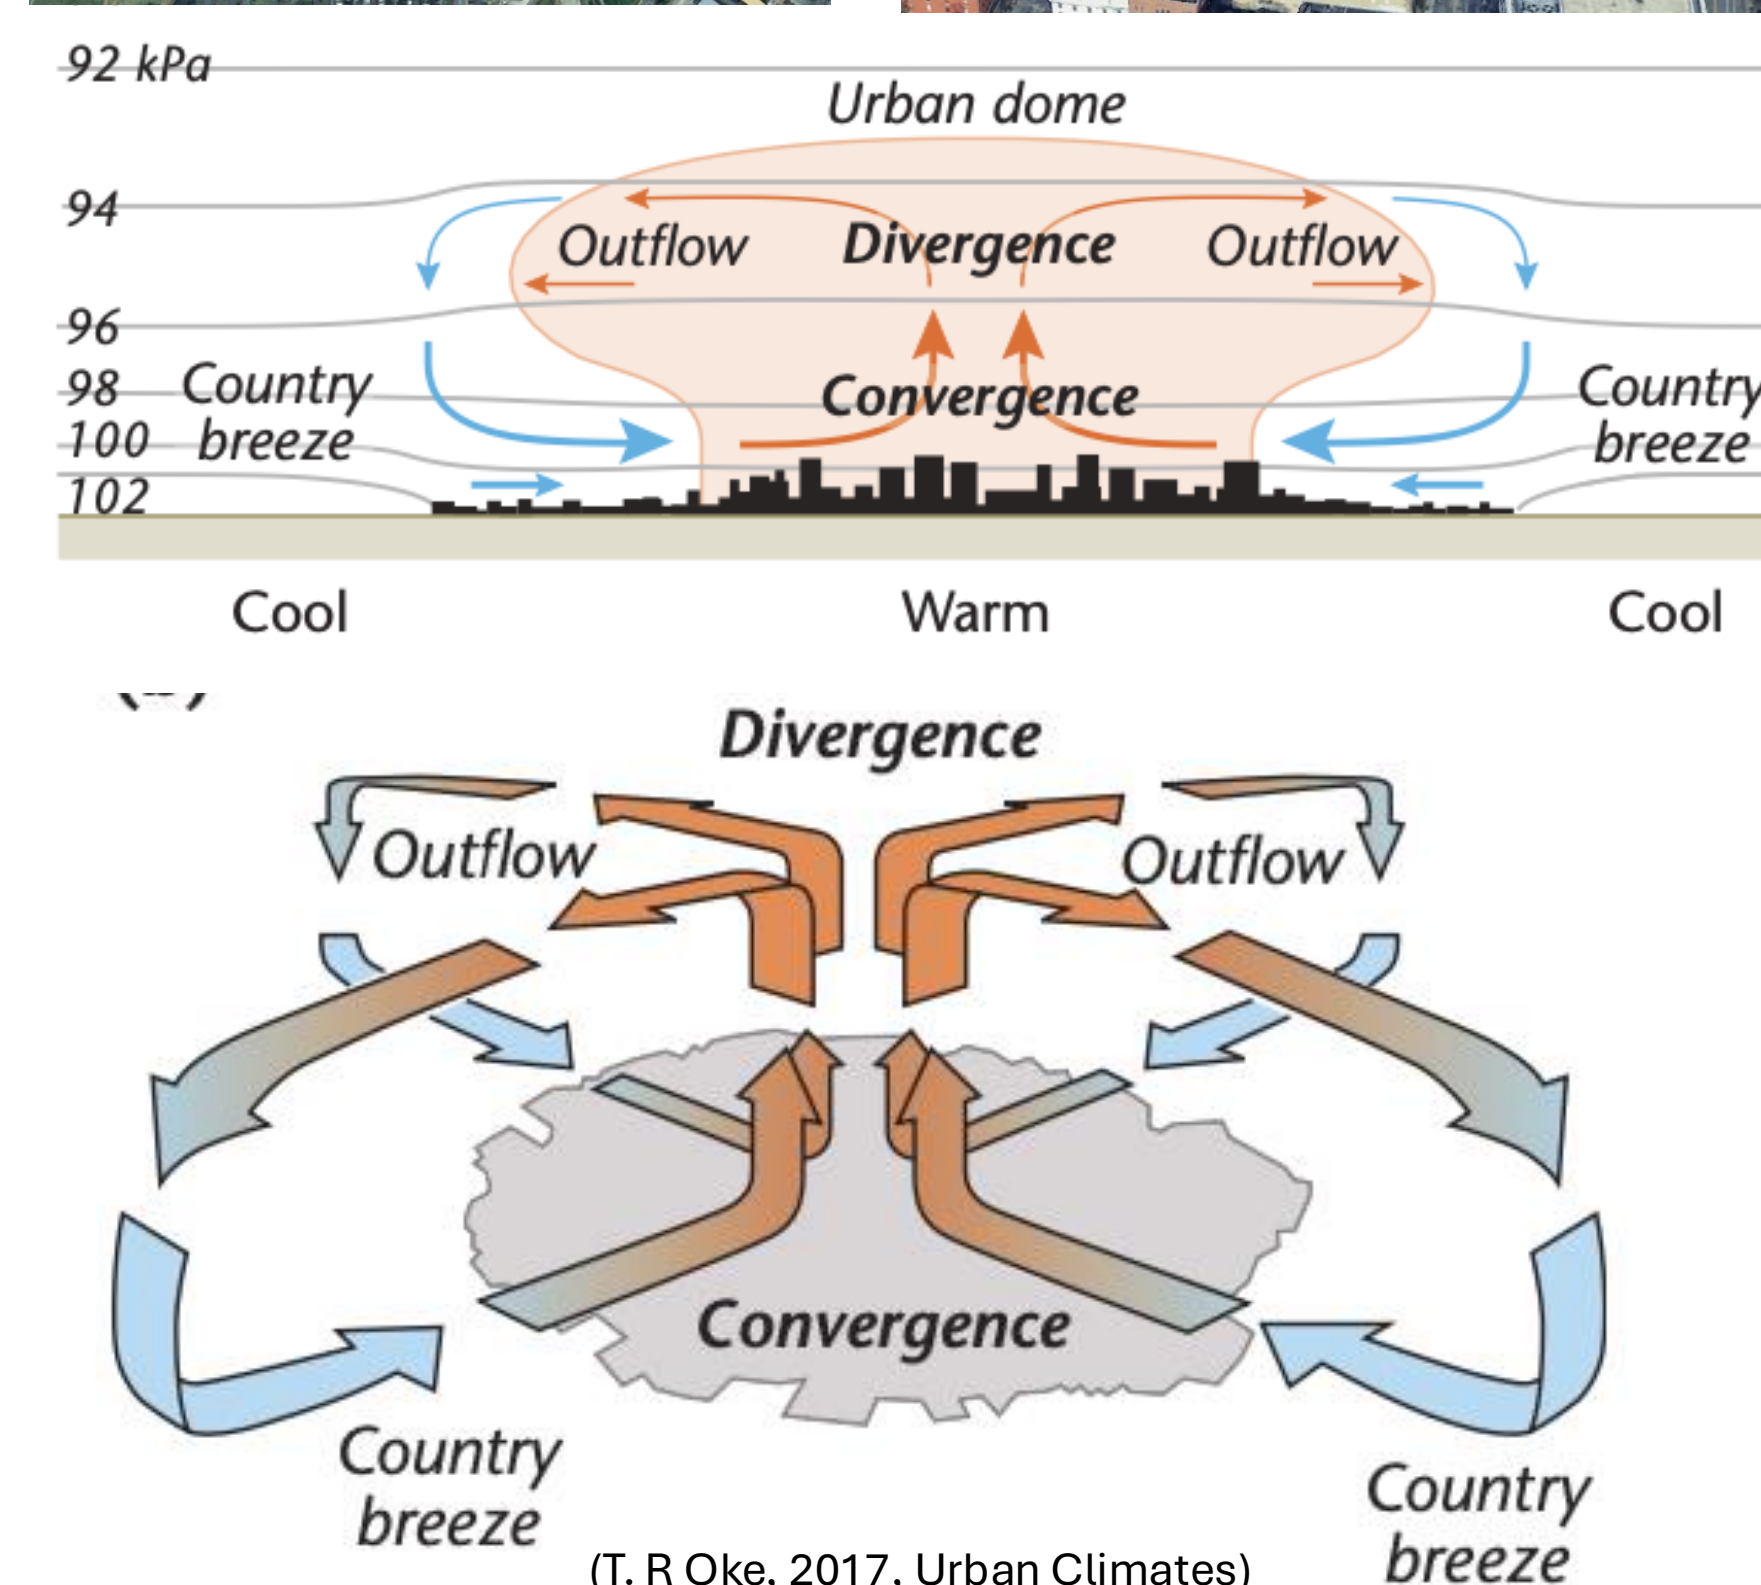 92 kPa
Urban dome
94
Outflow
Divergence
Outflow
96
98
Country
breeze
Convergence
Country
breeze
100
102
Cool
Warm
Cool
Divergence
Outflow
Outflow
Convergence
Country
breeze
Country
breeze
(T. R Oke, 2017, Urban Climates)